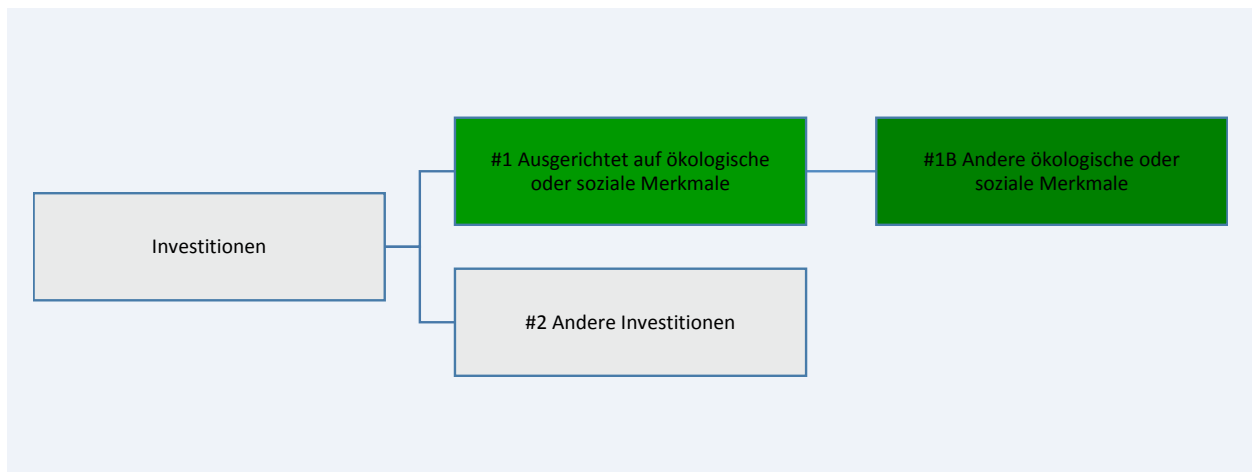 #1 Ausgerichtet auf ökologische
oder soziale Merkmale
#1B Andere ökologische oder
soziale Merkmale
Investitionen
#2 Andere Investitionen